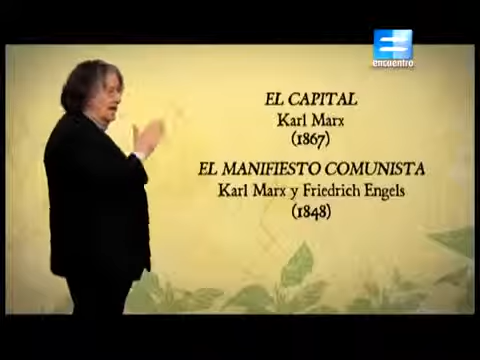 encuentro
EL CAPITAL
Karl Marx
(1867)
EL MANIFIESTO COMUNISTA
Karl Marx y Friedrich Engels
(1848)